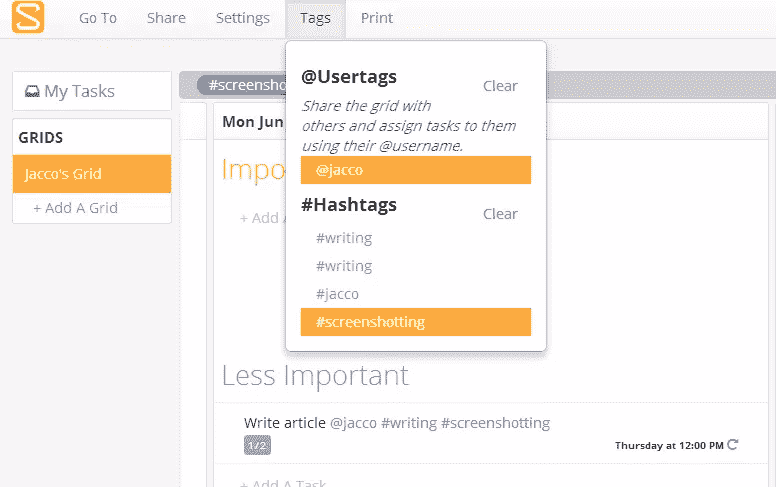 S
Go To Share Settings Tags Print
@Usertags
Clear
Share the grid with
others and assign tasks to them
using their @username.
@jacco
#Hashtags
Clear
#writing
#writing
#jacco
#screenshotting
My Tasks
GRIDS
Jacco's Grid
+ Add A Grid
#screensho
Mon Jun
Impo
+ Add A
Less Important
Write article @jacco #writing #screenshotting
1/2
Thursday at 12:00 PM
+ Add A Task